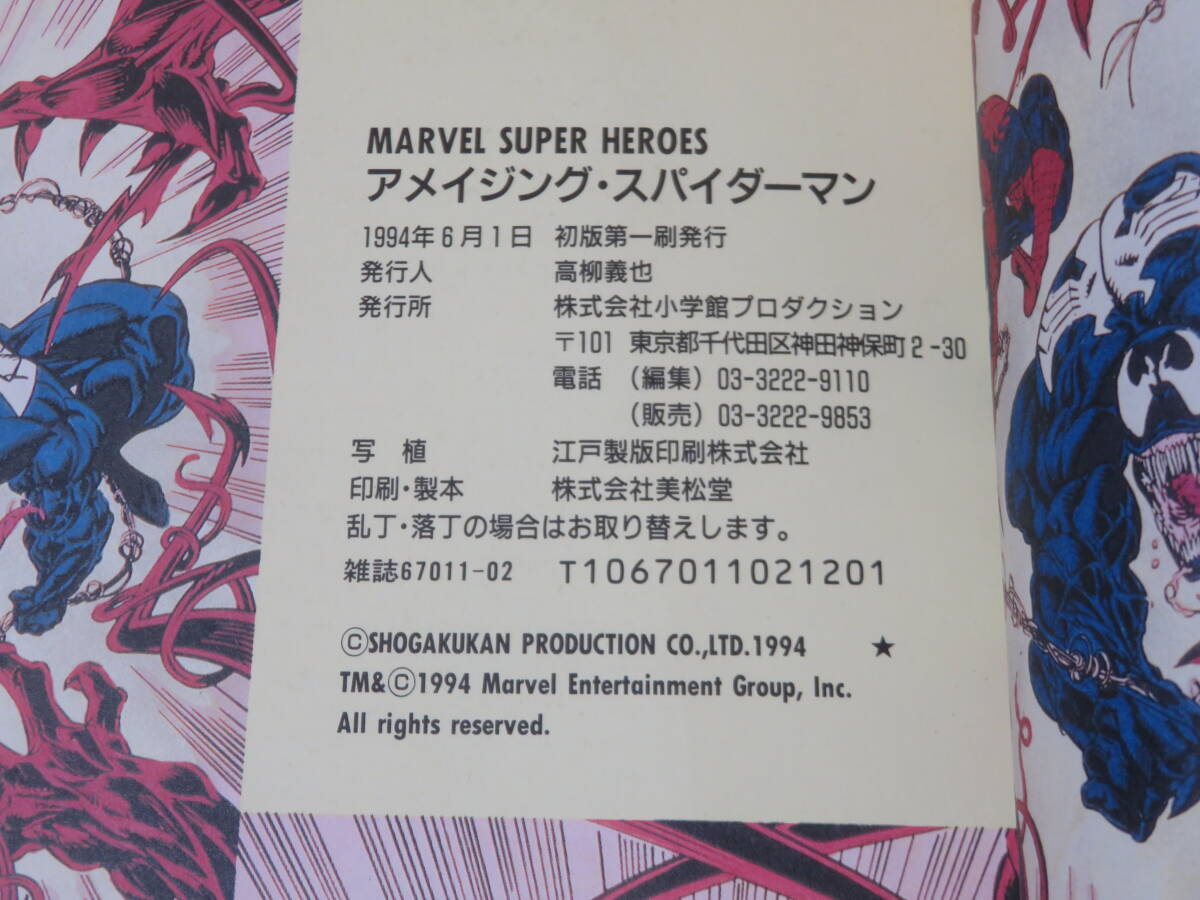 MARVEL SUPER HEROES
アメイジング・スパイダーマン
1994年6月1日 初版第一刷発行
発行人 高柳義也
発行所 株式会社小学館プロダクション
〒101 東京都千代田区神田神保町2-30
電話 (編集) 03-3222-9110
(販売) 03-3222-9853
写 植 江戸製版印刷株式会社
印刷・製本 株式会社美松堂
乱丁・落丁の場合はお取り替えします。
雑誌67011-02 T1067011021201
©SHOGAKUKAN PRODUCTION CO.,LTD.1994 ★
TM&©1994 Marvel Entertainment Group, Inc.
All rights reserved.